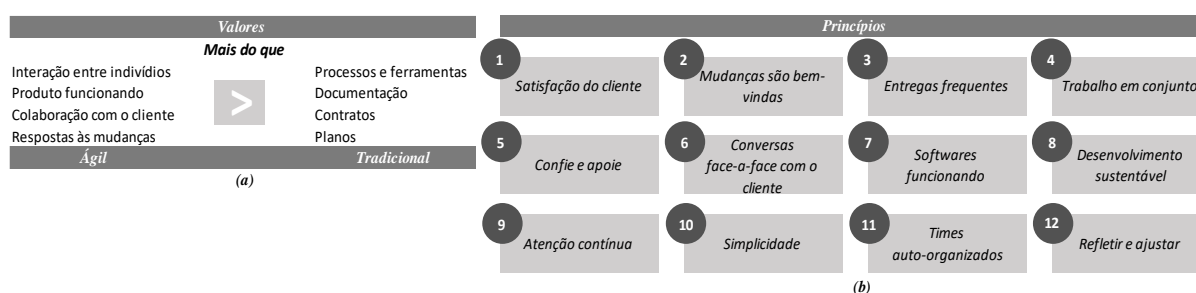 Valores
Mais do que
Interação entre indivídios
Produto funcionando
Colaboração com o cliente
Respostas às mudanças
>
Processos e ferramentas
Documentação
Contratos
Planos
Ágil
Tradicional
(a)
Princípios
1
Satisfação do cliente
2
Mudanças são bem-
vindas
3
Entregas frequentes
4
Trabalho em conjunto
5
Confie e apoie
6
Conversas
face-a-face com o
cliente
7
Softwares
funcionando
8
Desenvolvimento
sustentável
9
Atenção contínua
10
Simplicidade
11
Times
auto-organizados
12
Refletir e ajustar
(b)